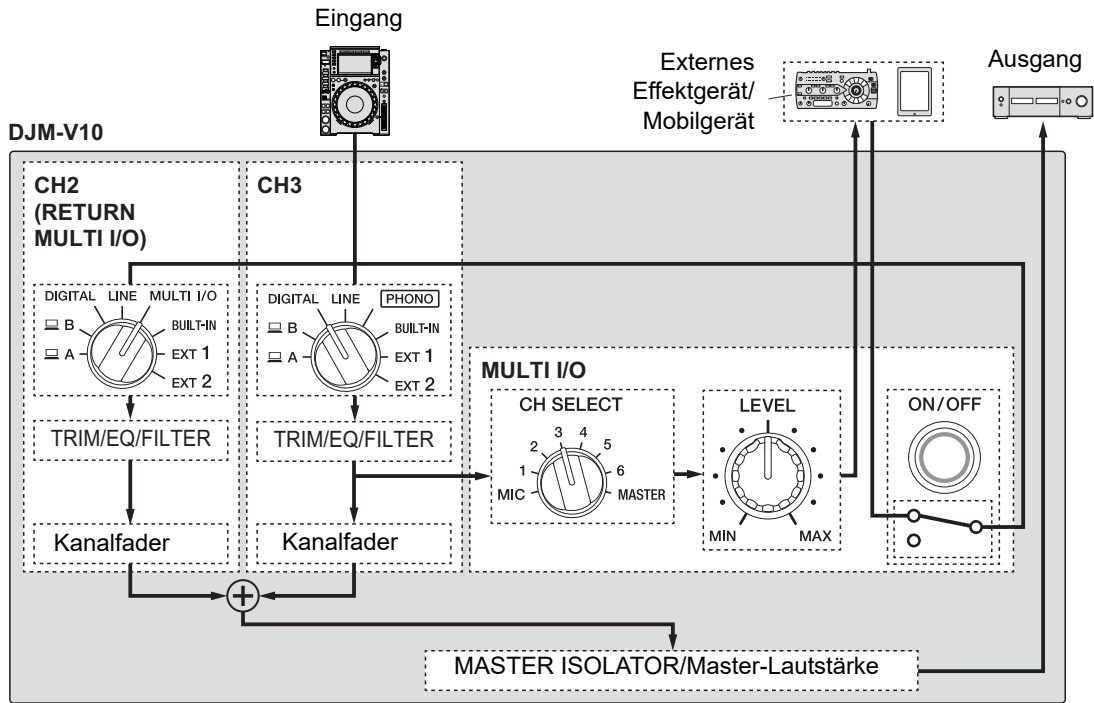 Eingang
Externes
Effektgerät/
Mobilgerät
Ausgang
DJM-V10
CH2
(RETURN
MULTI I/O)
DIGITAL LINE MULTI I/O
B
A
BUILT-IN
EXT 1
EXT 2
TRIM/EQ/FILTER
Kanalfader
CH3
DIGITAL LINE PHONO
B
A
BUILT-IN
EXT 1
EXT 2
TRIM/EQ/FILTER
Kanalfader
MULTI I/O
CH SELECT
MIC 1 2 3 4 5 6 MASTER
LEVEL
MIN MAX
ON/OFF
MASTER ISOLATOR/Master-Lautstärke